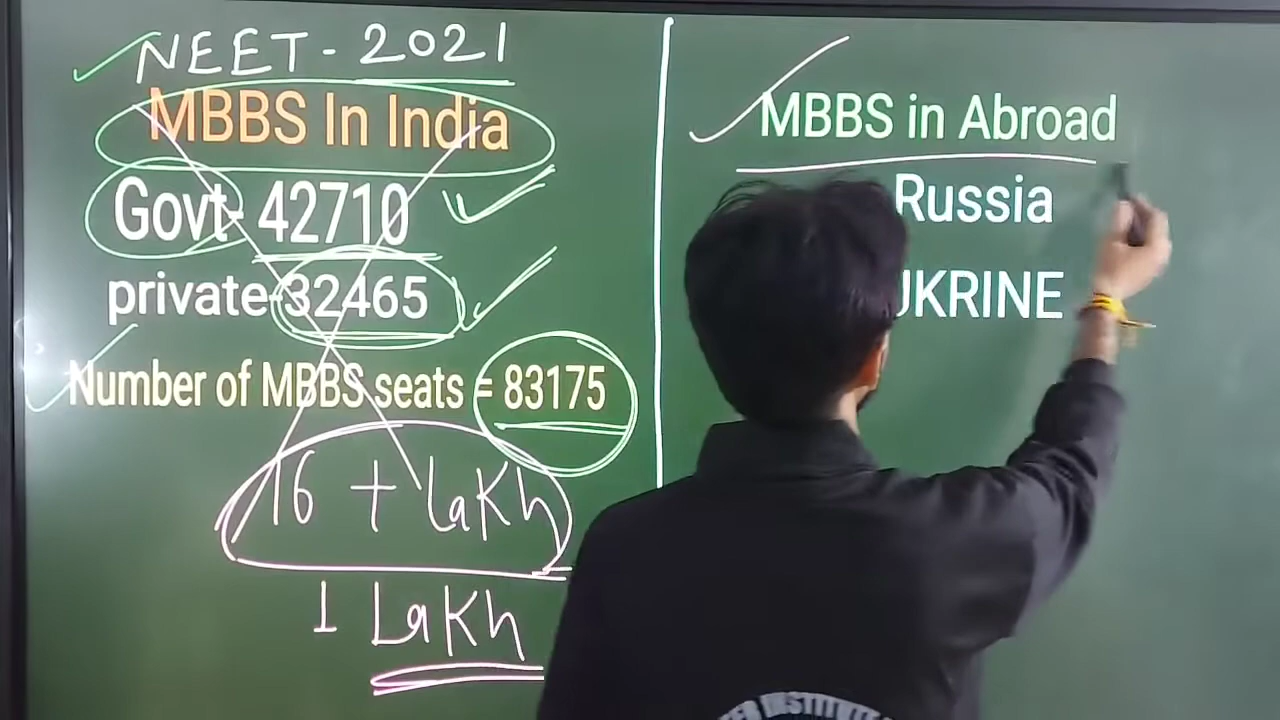 NEET - 2021
MBBS In India
Govt- 42710
private-32465
Number of MBBS seats = 83175
16 + Lakh
1 Lakh
MBBS in Abroad
Russia
UKRINE